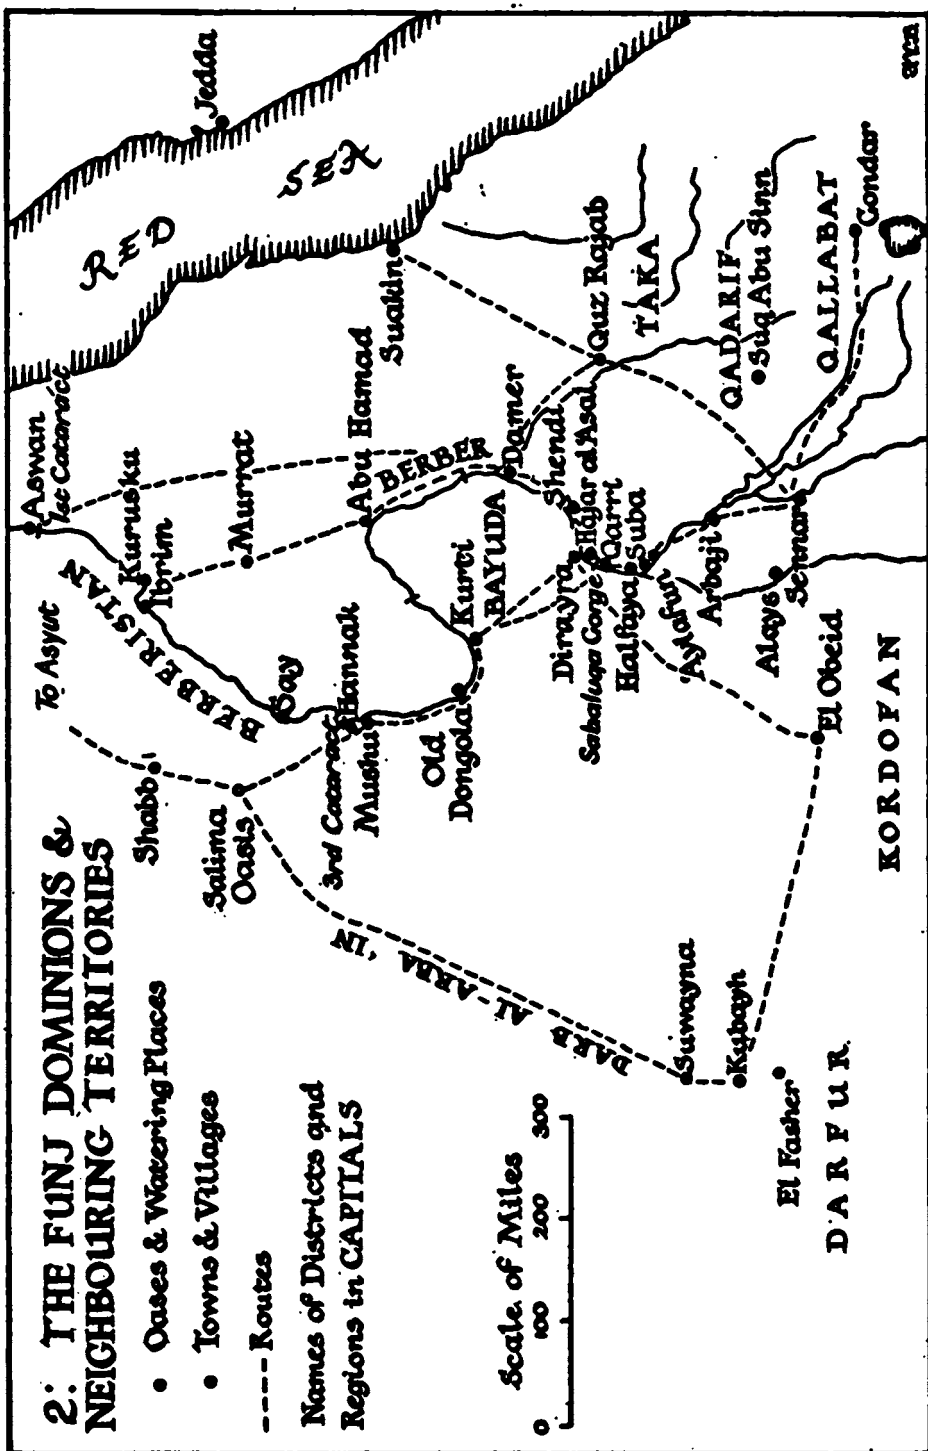 2: THE FUNJ DOMINIONS &
NEIGHBOURING TERRITORIES
• Oases & Watering Places
• Towns & Villages
---- Routes
Names of Districts and
Regions in CAPITALS
Scale of Miles
0 100 200 300
RED SEA
Jedda
Aswan
1st Cataract
To Asyut
BERBERISTAN
Kurusku
Ibrim
Murrat
Shabb
Salima
Oasis
Say
3rd Cataract
Hannak
Mushu
Abu Hamad
Suakin
BERBER
Old
Dongola
Kurti
BAYUDA
Damer
Shendi
Hajar al Asal
Quz Rajab
TAKA
Dirayra
Sabaluqa Gorge
Qarri
Halfaya
Suba
'Aylafun
Arbaji
Alays
Sennar
QADARIF
Suq Abu Sinn
QALLABAT
Gondar
El Obeid
KORDOFAN
DARB AL-ARBA 'IN
Suwayna
Kubayh
El Fasher
DARFUR